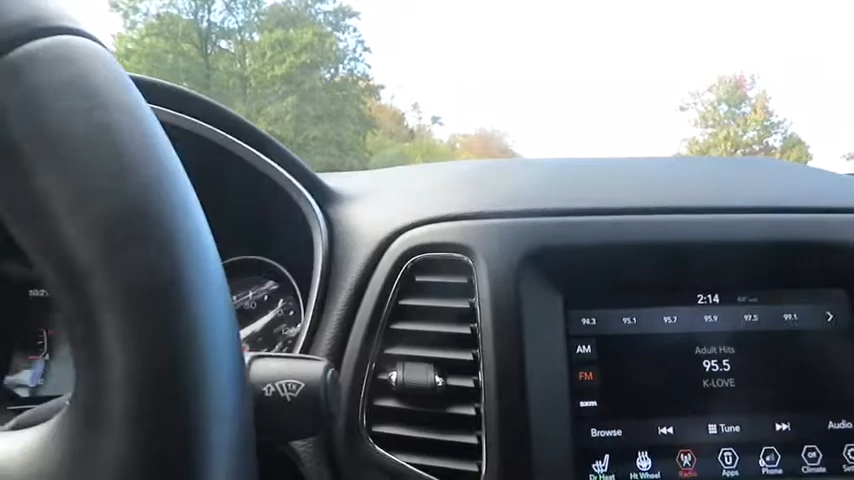 2:14
60°
94.3 95.1 95.7 95.9 97.5 99.1
AM
FM
SXM
Adult Hits
95.5
K-LOVE
Browse Tune Audio
Dr Heat Ht Wheel Radio Apps Phone Climate